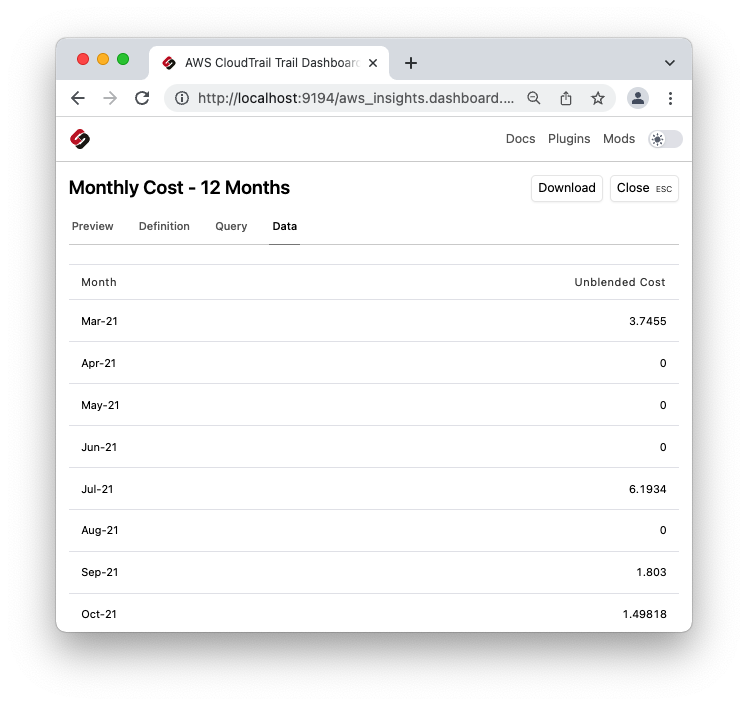 AWS CloudTrail Trail Dashboar
http://localhost:9194/aws_insights.dashboard....
Docs Plugins Mods
Monthly Cost - 12 Months
Download Close ESC
Preview Definition Query Data
Month Unblended Cost
Mar-21 3.7455
Apr-21 0
May-21 0
Jun-21 0
Jul-21 6.1934
Aug-21 0
Sep-21 1.803
Oct-21 1.49818